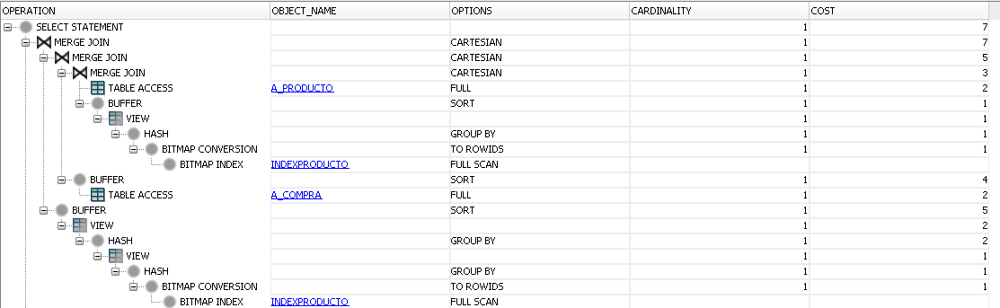 OPERATION OBJECT_NAME OPTIONS CARDINALITY COST
SELECT STATEMENT 1 7
MERGE JOIN CARTESIAN 1 7
MERGE JOIN CARTESIAN 1 5
MERGE JOIN CARTESIAN 1 3
TABLE ACCESS A_PRODUCTO FULL 1 2
BUFFER SORT 1 1
VIEW 1 1
HASH GROUP BY 1 1
BITMAP CONVERSION TO ROWIDS 1 1
BITMAP INDEX INDEXPRODUCTO FULL SCAN
BUFFER SORT 1 4
TABLE ACCESS A_COMPRA FULL 1 2
BUFFER SORT 1 5
VIEW 1 2
HASH GROUP BY 1 2
VIEW 1 1
HASH GROUP BY 1 1
BITMAP CONVERSION TO ROWIDS 1 1
BITMAP INDEX INDEXPRODUCTO FULL SCAN